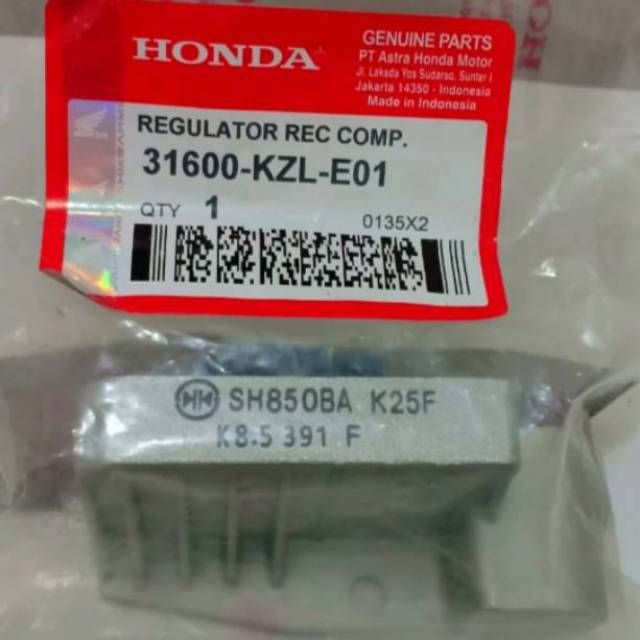 HONDA
GENUINE PARTS
PT Astra Honda Motor
Jl. Laksda Yos Sudarso, Sunter I
Jakarta 14350 - Indonesia
Made in Indonesia
REGULATOR REC COMP.
31600-KZL-E01
QTY 1
0135X2
SH850BA K25F
K8.5 391 F